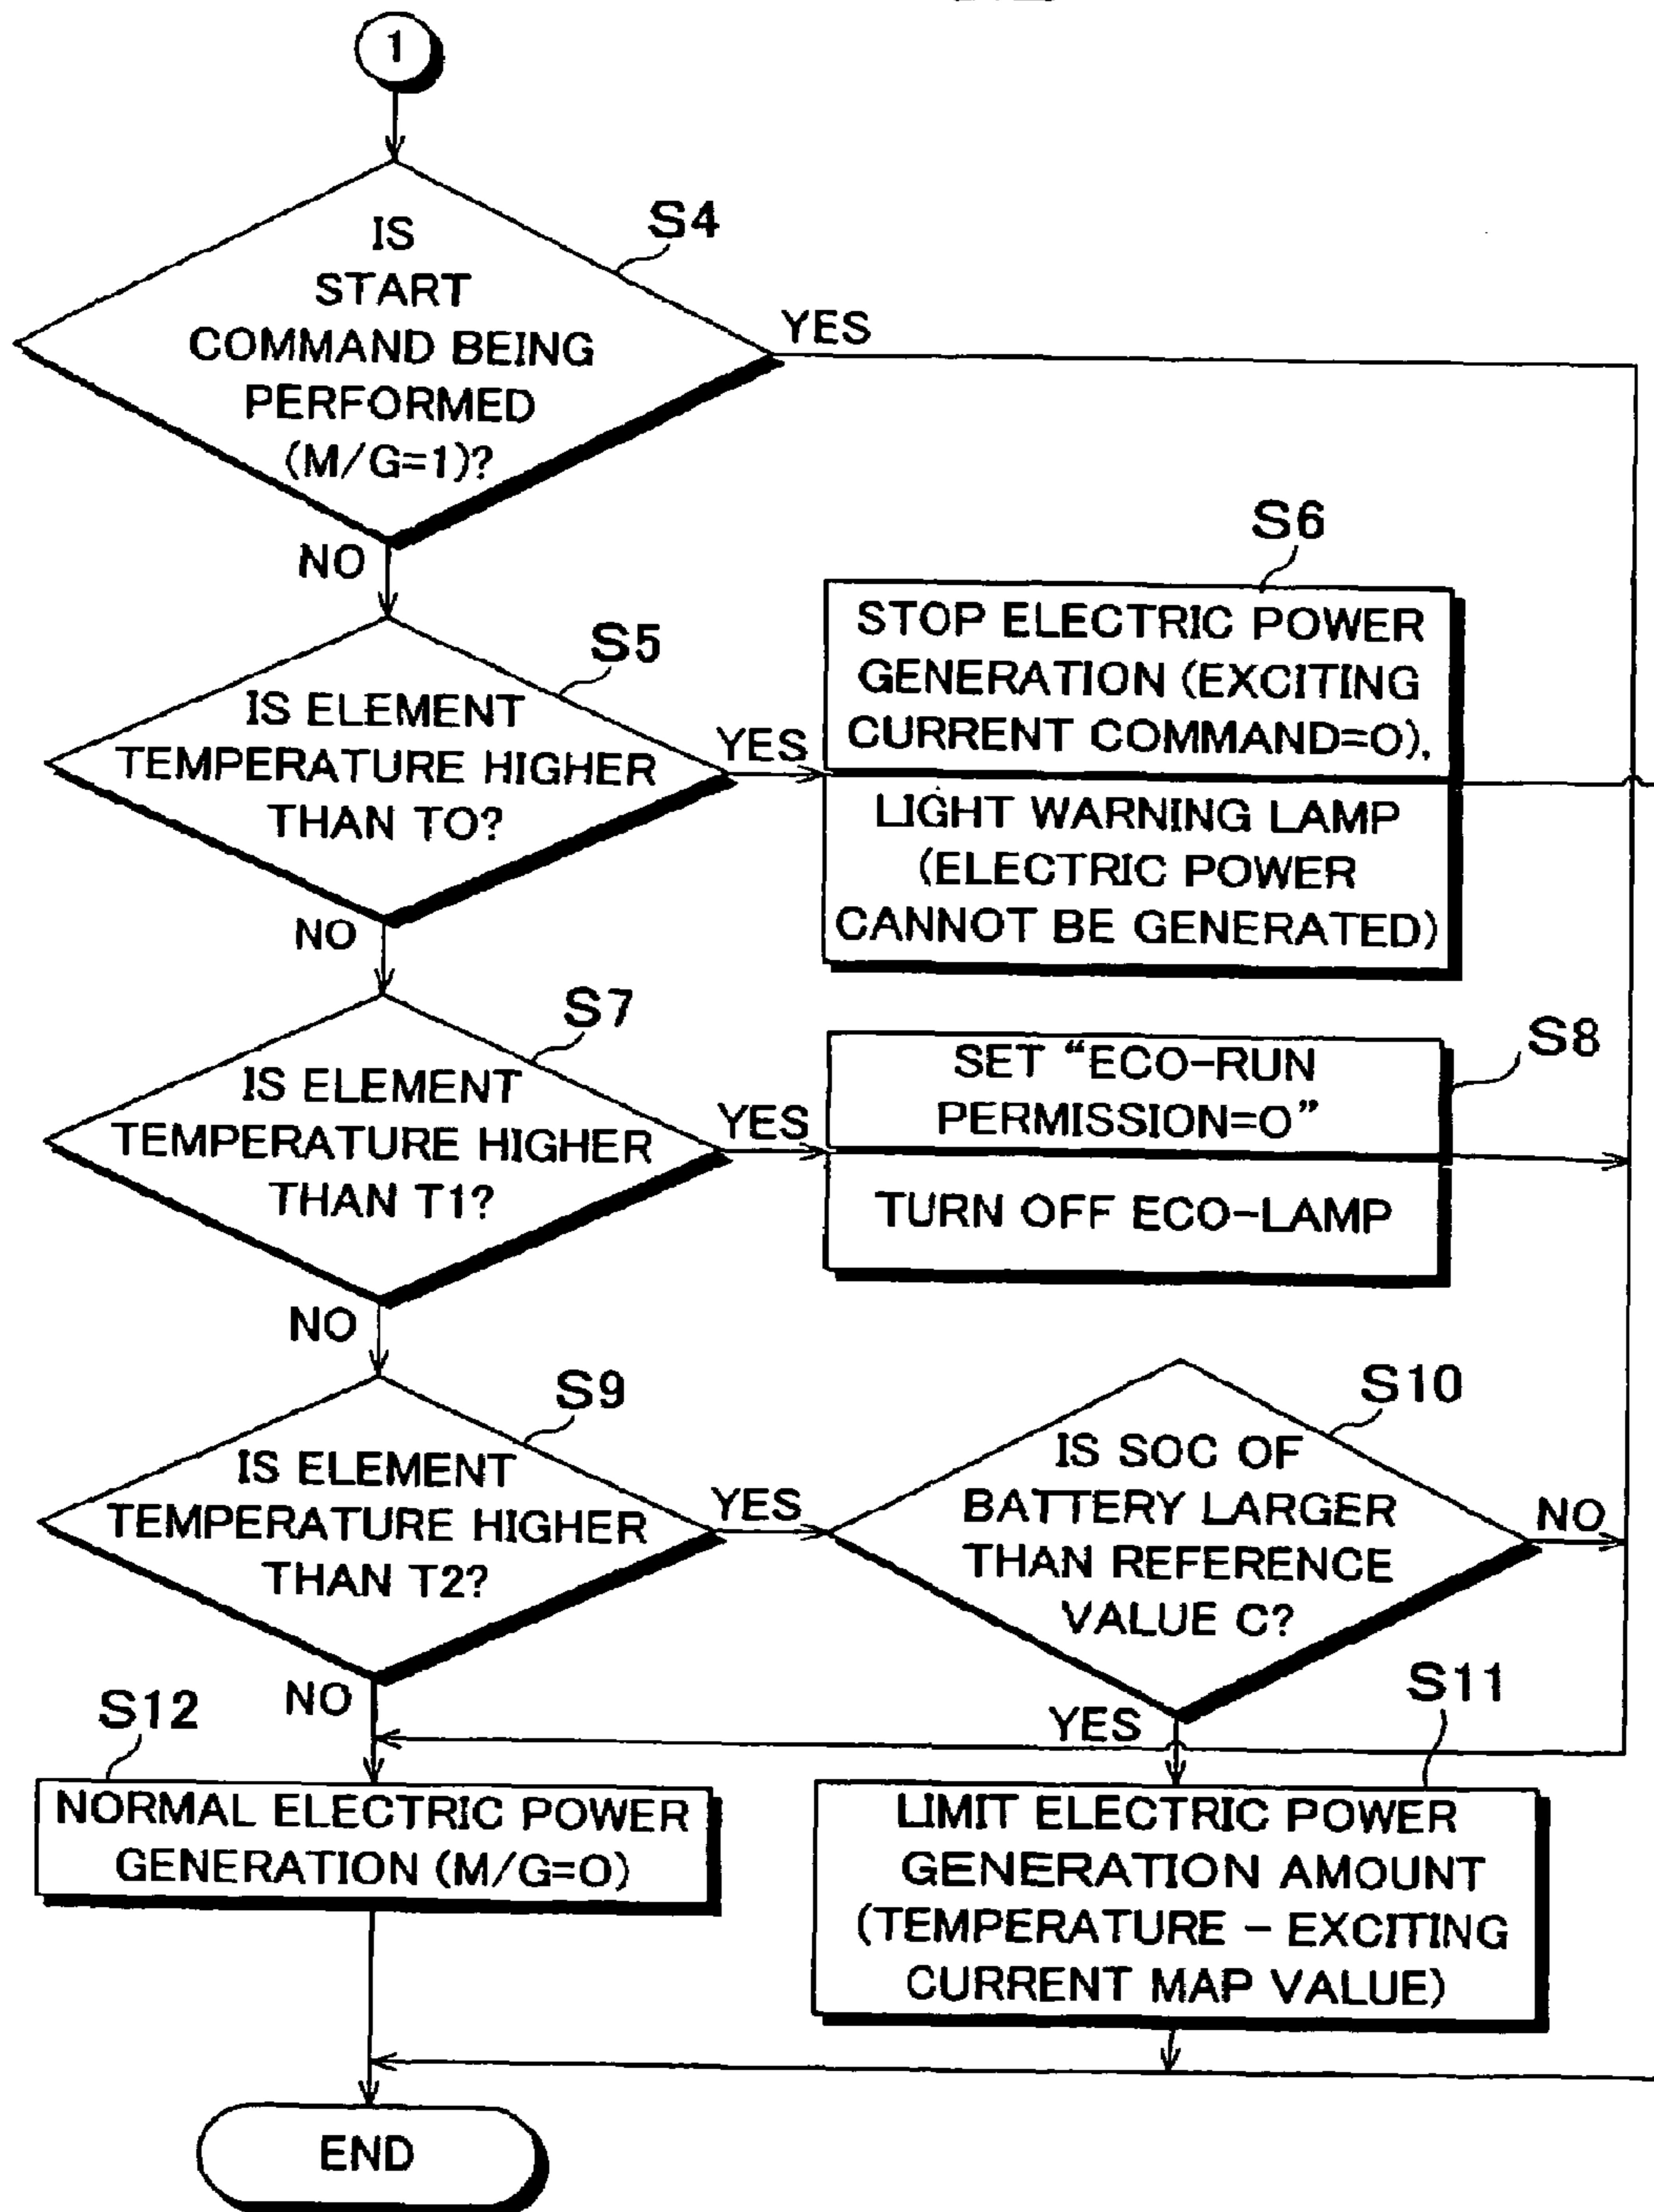 1
IS
START
COMMAND BEING
PERFORMED
(M/G=1)?
S4
YES
NO
S5
IS ELEMENT
TEMPERATURE HIGHER
THAN T0?
YES
NO
S6
STOP ELECTRIC POWER
GENERATION (EXCITING
CURRENT COMMAND=0),
LIGHT WARNING LAMP
(ELECTRIC POWER
CANNOT BE GENERATED)
S7
IS ELEMENT
TEMPERATURE HIGHER
THAN T1?
YES
NO
S8
SET “ECO-RUN
PERMISSION=0”
TURN OFF ECO-LAMP
S9
IS ELEMENT
TEMPERATURE HIGHER
THAN T2?
YES
NO
S10
IS SOC OF
BATTERY LARGER
THAN REFERENCE
VALUE C?
NO
YES
S12
NORMAL ELECTRIC POWER
GENERATION (M/G=0)
S11
LIMIT ELECTRIC POWER
GENERATION AMOUNT
(TEMPERATURE - EXCITING
CURRENT MAP VALUE)
END